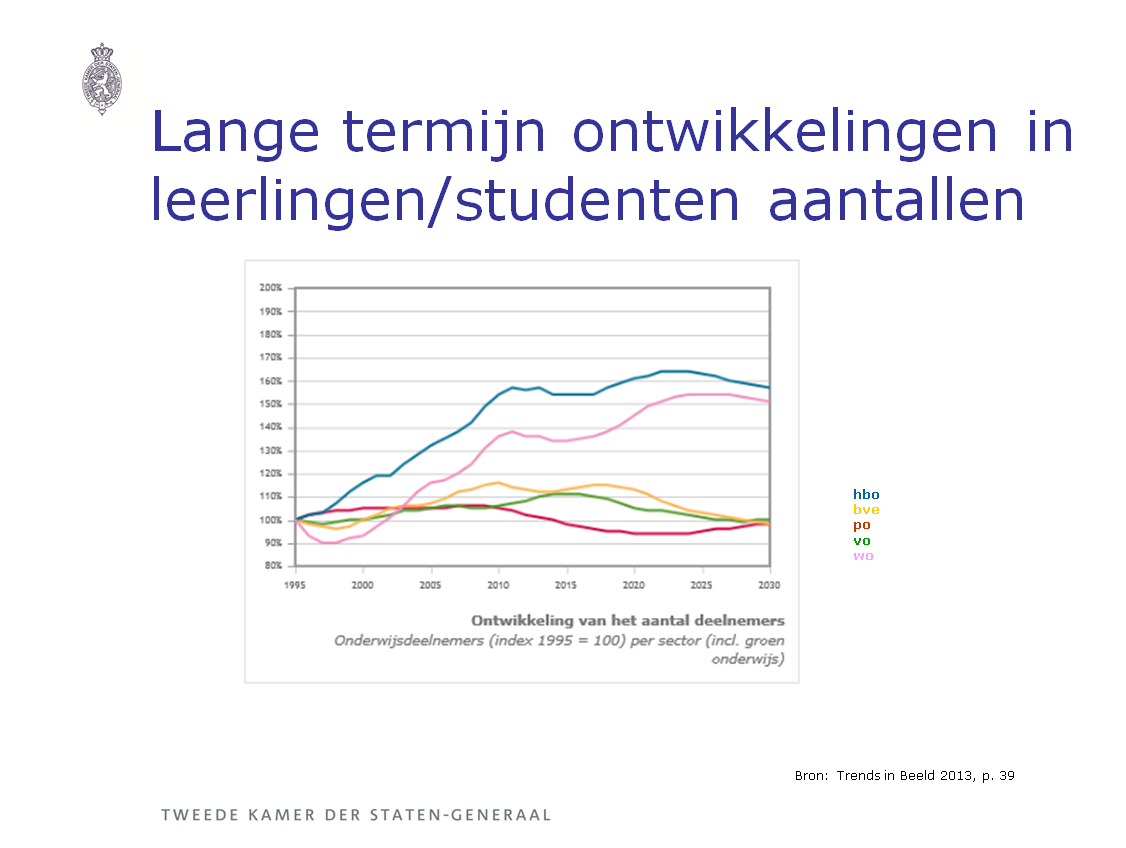 Lange termijn ontwikkelingen in
leerlingen/studenten aantallen
200%
190%
180%
170%
160%
150%
140%
130%
120%
110%
100%
90%
80%
1995 2000 2005 2010 2015 2020 2025 2030
Ontwikkeling van het aantal deelnemers
Onderwijsdeelnemers (index 1995 = 100) per sector (incl. groen
onderwijs)
hbo
bve
po
vo
wo
Bron: Trends in Beeld 2013, p. 39
TWEEDE KAMER DER STATEN-GENERAAL